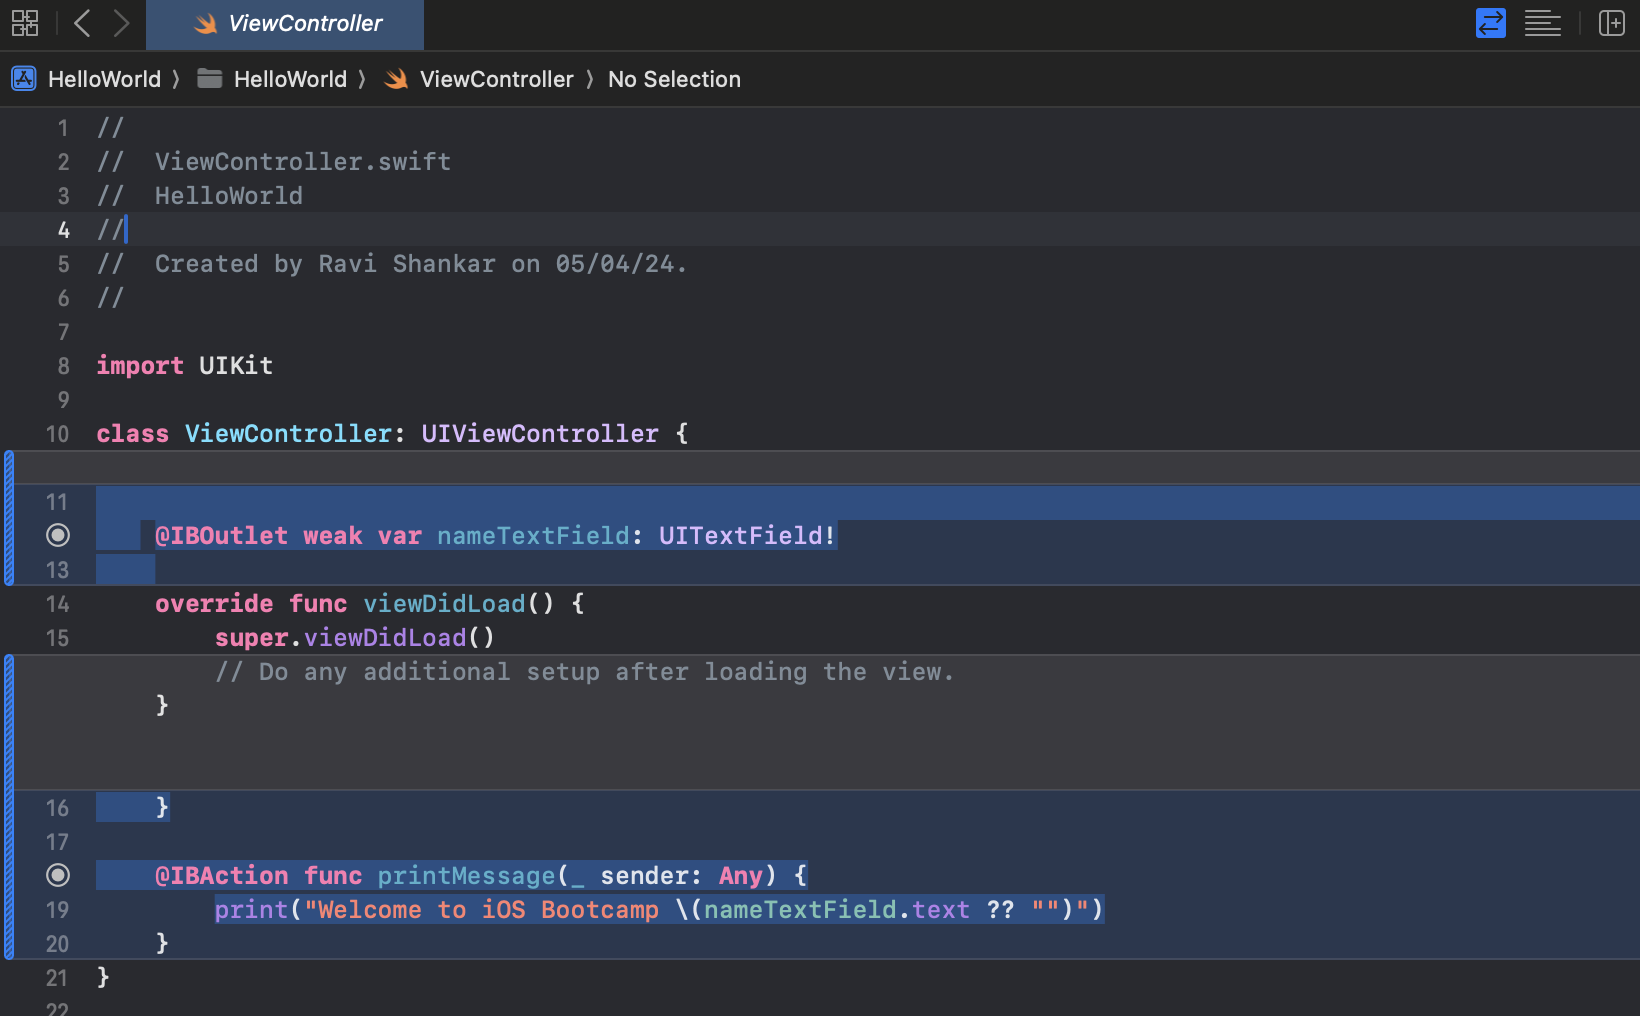 ViewController
HelloWorld 〉 HelloWorld 〉 ViewController 〉 No Selection
1 //
2 //  ViewController.swift
3 //  HelloWorld
4 //
5 //  Created by Ravi Shankar on 05/04/24.
6 //
7
8 import UIKit
9
10 class ViewController: UIViewController {
11
@IBOutlet weak var nameTextField: UITextField!
13
14     override func viewDidLoad() {
15         super.viewDidLoad()
        // Do any additional setup after loading the view.
    }
16     }
17
    @IBAction func printMessage(_ sender: Any) {
19         print("Welcome to iOS Bootcamp \(nameTextField.text ?? "")")
20     }
21 }
22